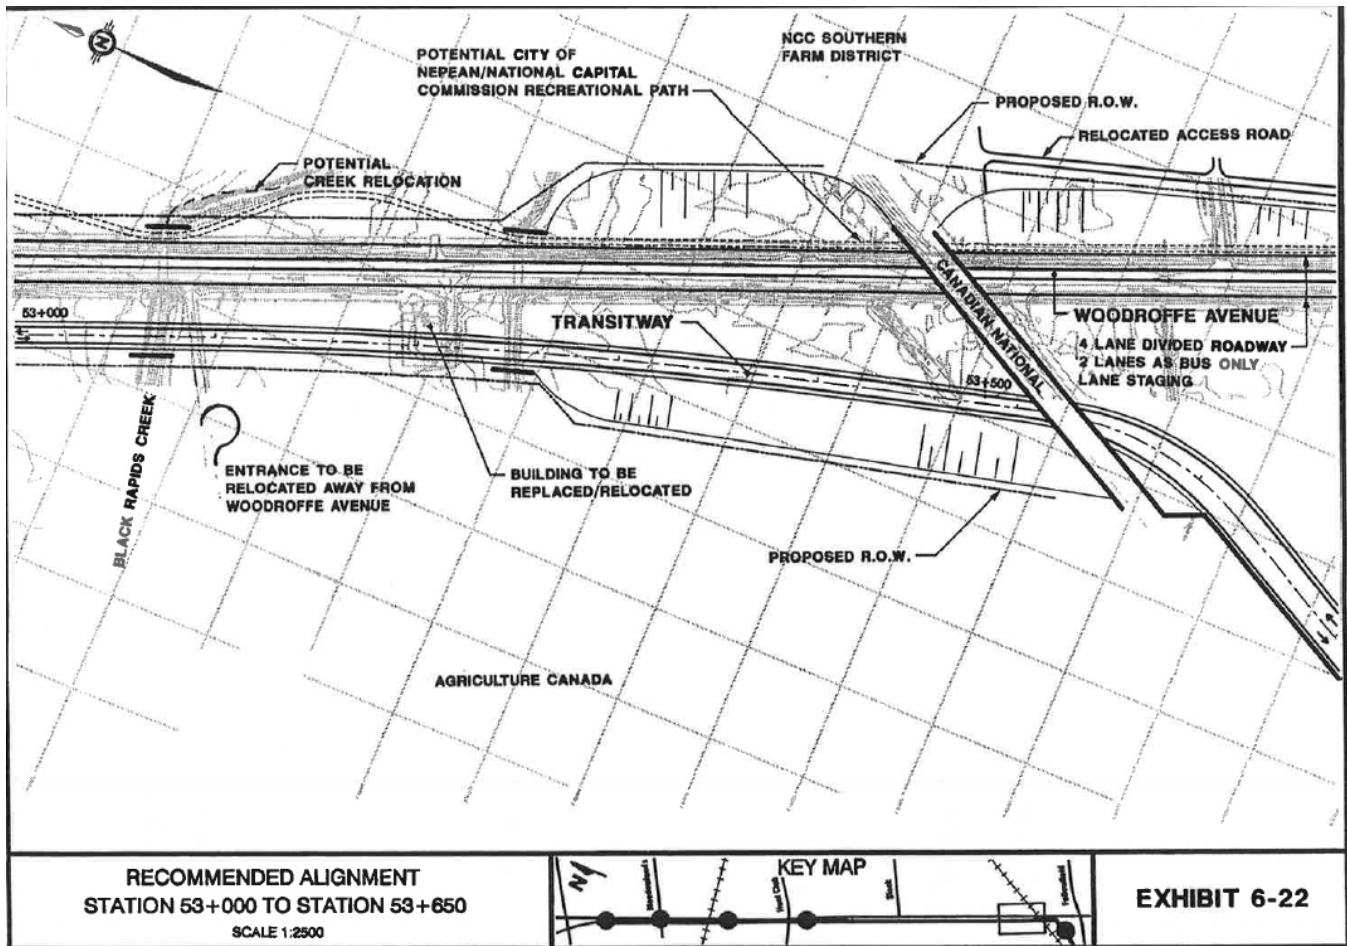 N
POTENTIAL CITY OF
NEPEAN/NATIONAL CAPITAL
COMMISSION RECREATIONAL PATH
NCC SOUTHERN
FARM DISTRICT
PROPOSED R.O.W.
RELOCATED ACCESS ROAD
POTENTIAL
CREEK RELOCATION
CANADIAN NATIONAL
53+000
TRANSITWAY
WOODROFFE AVENUE
4 LANE DIVIDED ROADWAY
2 LANES AS BUS ONLY
LANE STAGING
53+500
BLACK RAPIDS CREEK
ENTRANCE TO BE
RELOCATED AWAY FROM
WOODROFFE AVENUE
BUILDING TO BE
REPLACED/RELOCATED
PROPOSED R.O.W.
AGRICULTURE CANADA
RECOMMENDED ALIGNMENT
STATION 53+000 TO STATION 53+650
SCALE 1:2500
KEY MAP
N
EXHIBIT 6-22